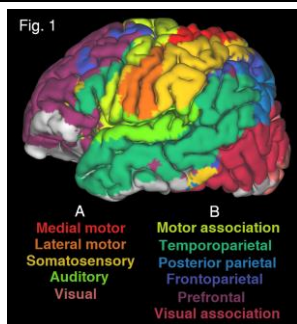 Fig. 1
A
Medial motor
Lateral motor
Somatosensory
Auditory
Visual
B
Motor association
Temporoparietal
Posterior parietal
Frontoparietal
Prefrontal
Visual association